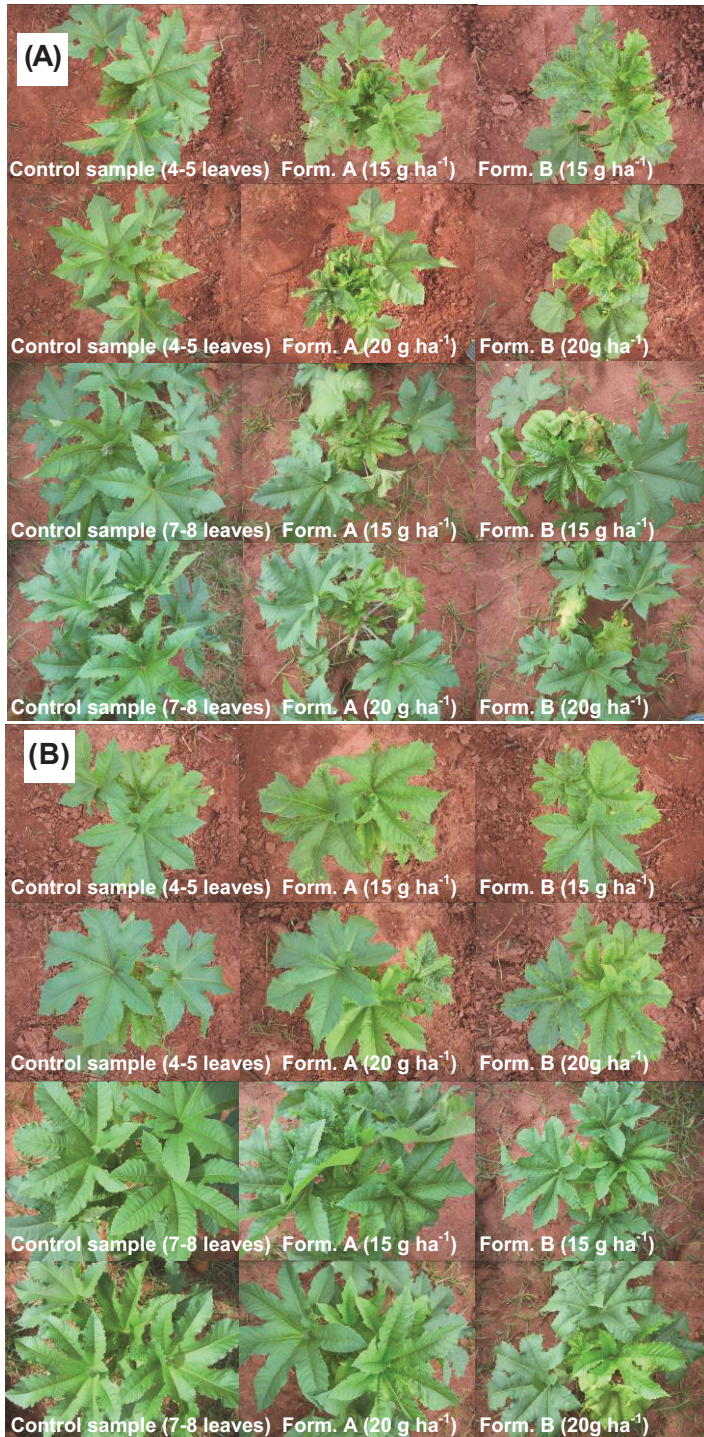 (A)
Control sample (4-5 leaves) Form. A (15 g ha⁻¹) Form. B (15 g ha⁻¹)
Control sample (4-5 leaves) Form. A (20 g ha⁻¹) Form. B (20g ha⁻¹)
Control sample (7-8 leaves) Form. A (15 g ha⁻¹) Form. B (15 g ha⁻¹)
Control sample (7-8 leaves) Form. A (20 g ha⁻¹) Form. B (20g ha⁻¹)
(B)
Control sample (4-5 leaves) Form. A (15 g ha⁻¹) Form. B (15 g ha⁻¹)
Control sample (4-5 leaves) Form. A (20 g ha⁻¹) Form. B (20g ha⁻¹)
Control sample (7-8 leaves) Form. A (15 g ha⁻¹) Form. B (15 g ha⁻¹)
Control sample (7-8 leaves) Form. A (20 g ha⁻¹) Form. B (20g ha⁻¹)